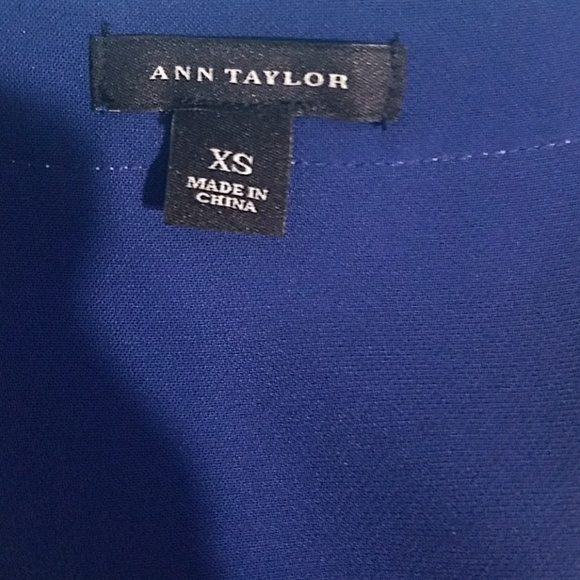 ANN TAYLOR
XS
MADE IN
CHINA